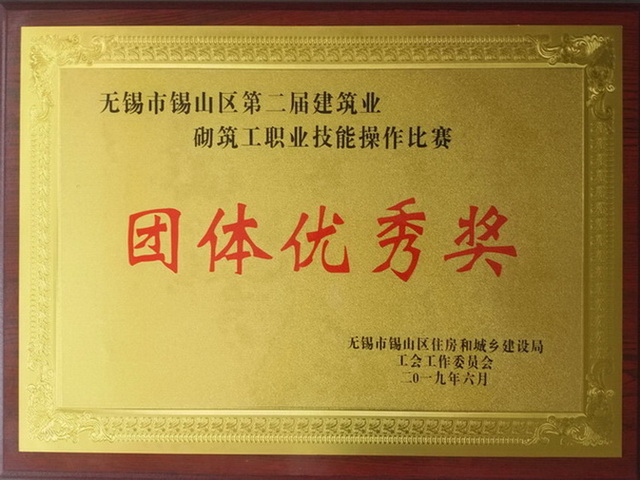 无锡市锡山区第二届建筑业
砌筑工职业技能操作比赛
团体优秀奖
无锡市锡山区住房和城乡建设局
工会工作委员会
二0一九年六月